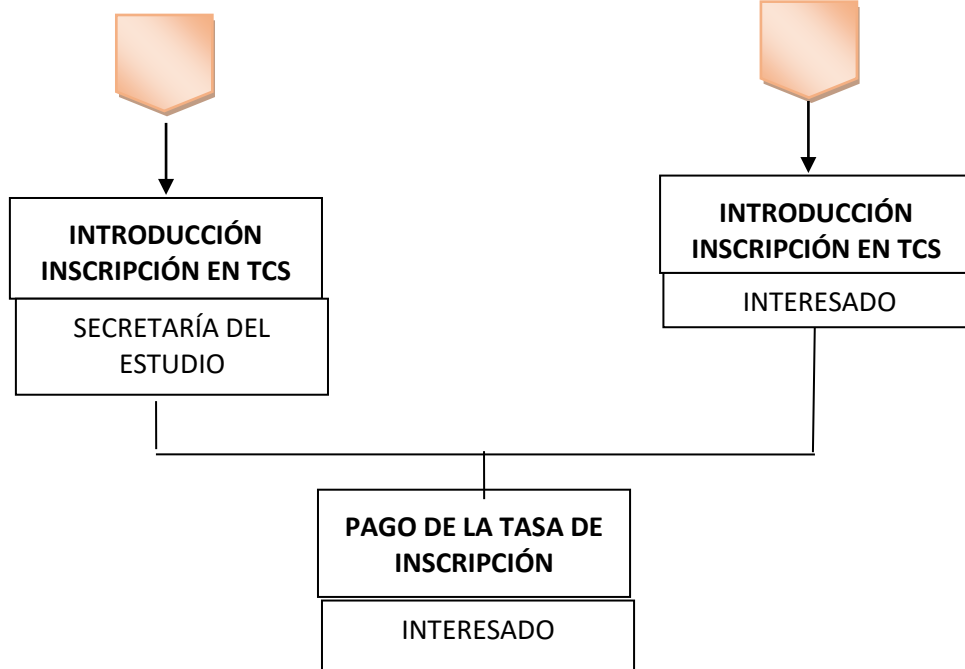 INTRODUCCIÓN
INSCRIPCIÓN EN TCS
SECRETARÍA DEL
ESTUDIO
INTRODUCCIÓN
INSCRIPCIÓN EN TCS
INTERESADO
PAGO DE LA TASA DE
INSCRIPCIÓN
INTERESADO